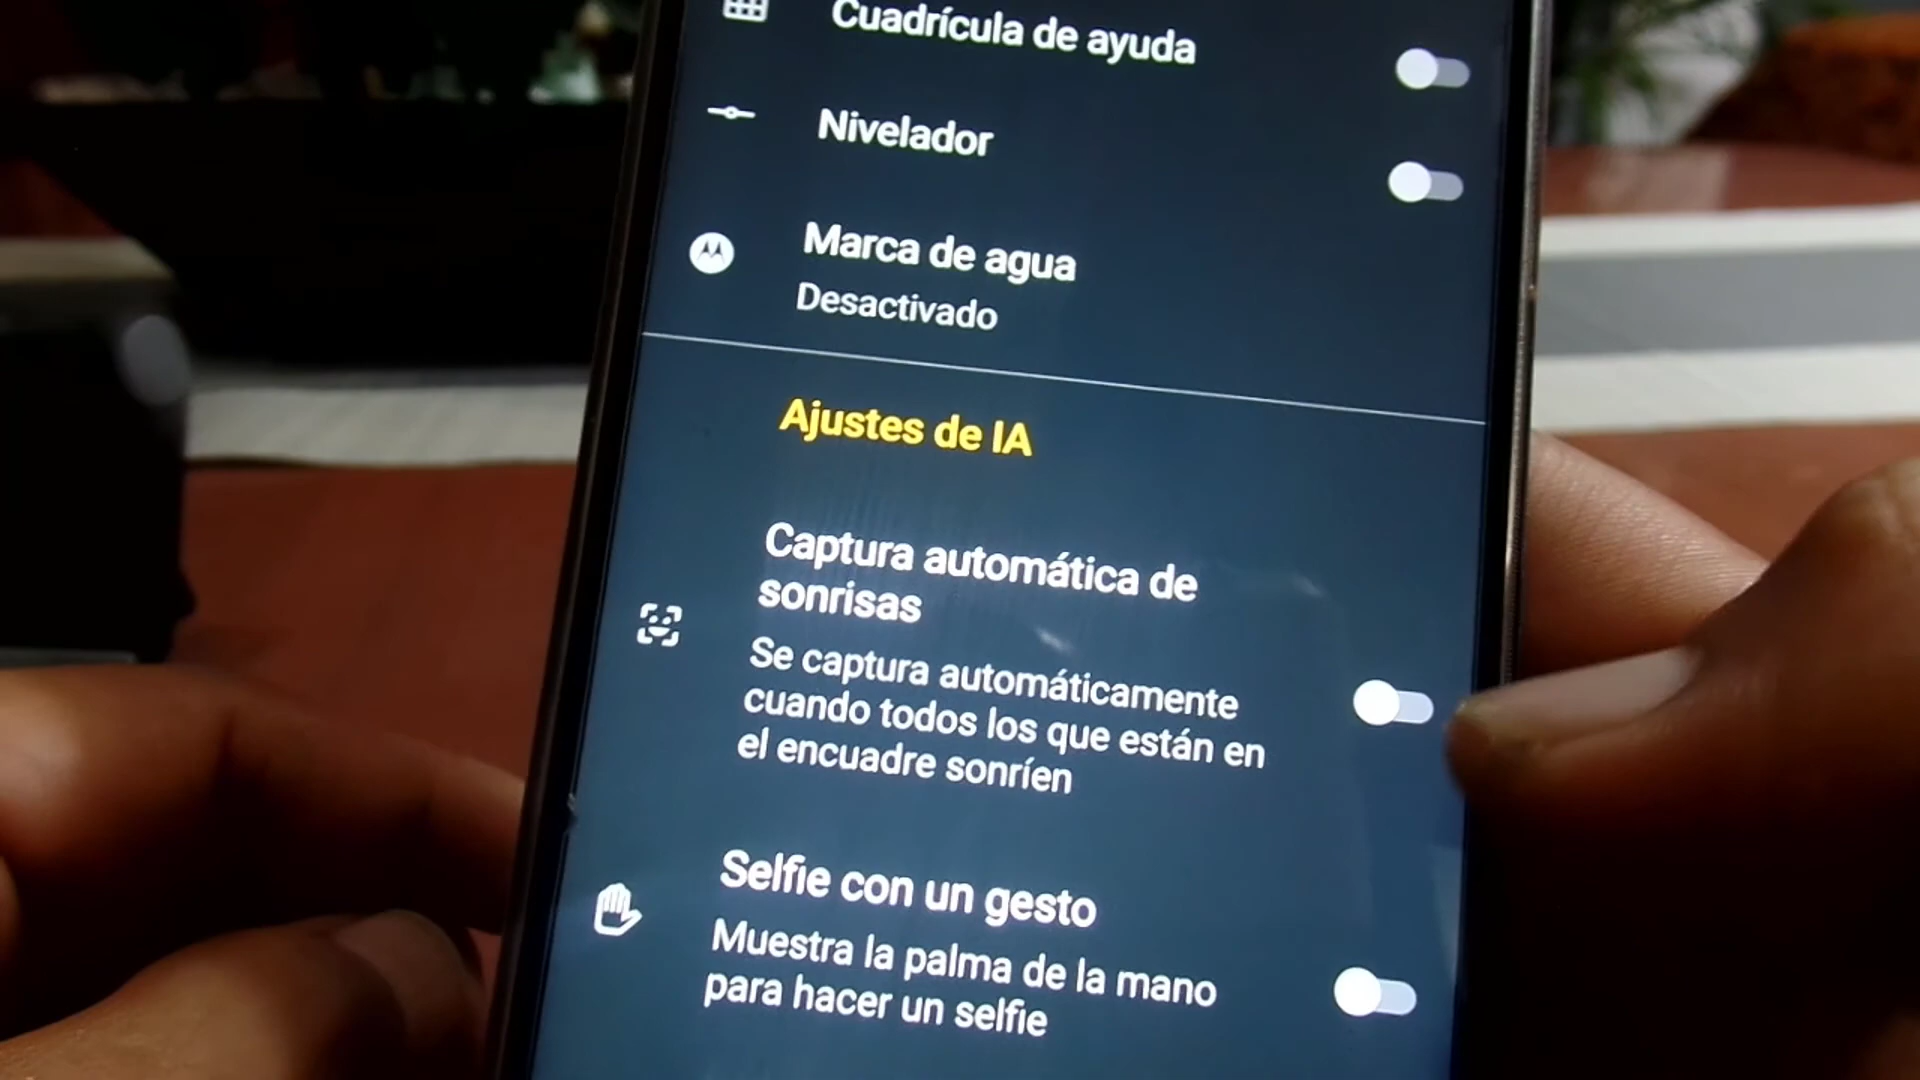 Cuadrícula de ayuda
Nivelador
Marca de agua
Desactivado
Ajustes de IA
Captura automática de
sonrisas
Se captura automáticamente
cuando todos los que están en
el encuadre sonríen
Selfie con un gesto
Muestra la palma de la mano
para hacer un selfie